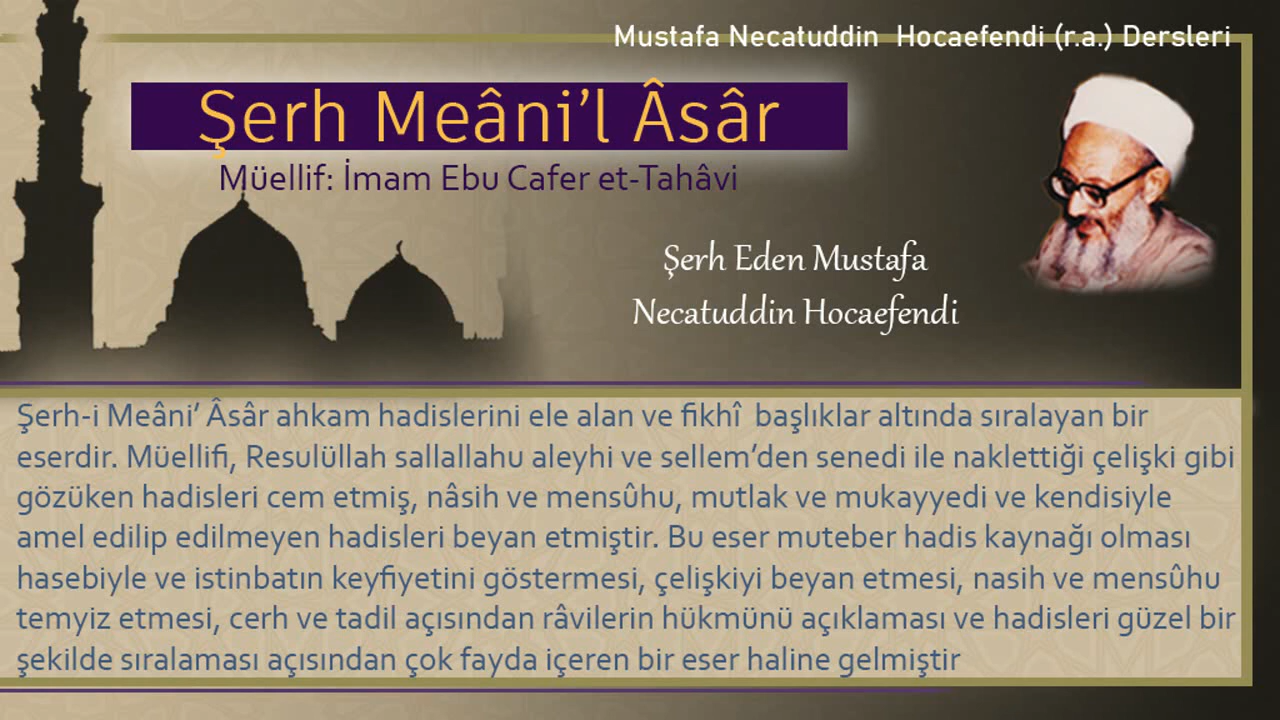 Mustafa Necatuddin Hocaefendi (r.a.) Dersleri
Şerh Meâni'l Âsâr
Müellif: İmam Ebu Cafer et-Tahâvi
Şerh Eden Mustafa
Necatuddin Hocaefendi
Şerh-i Meâni’ Âsâr ahkam hadislerini ele alan ve fikhî başlıklar altında sıralayan bir
eserdir. Müellifi, Resulüllah sallallahu aleyhi ve sellem’den senedi ile naklettiği çelişki gibi
gözüken hadisleri cem etmiş, nâsih ve mensûhu, mutlak ve mukayyedi ve kendisiyle
amel edilip edilmeyen hadisleri beyan etmiştir. Bu eser muteber hadis kaynağı olması
hasebiyle ve istinbatın keyfiyetini göstermesi, çelişkiyi beyan etmesi, nasih ve mensûhu
temyiz etmesi, cerh ve tadil açısından râvilerin hükmünü açıklaması ve hadisleri güzel bir
şekilde sıralaması açısından çok fayda içeren bir eser haline gelmiştir